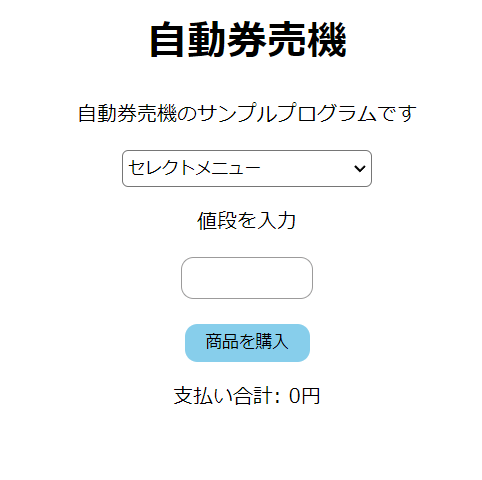 自動券売機
自動券売機のサンプルプログラムです
セレクトメニュー
値段を入力
商品を購入
支払い合計: 0円